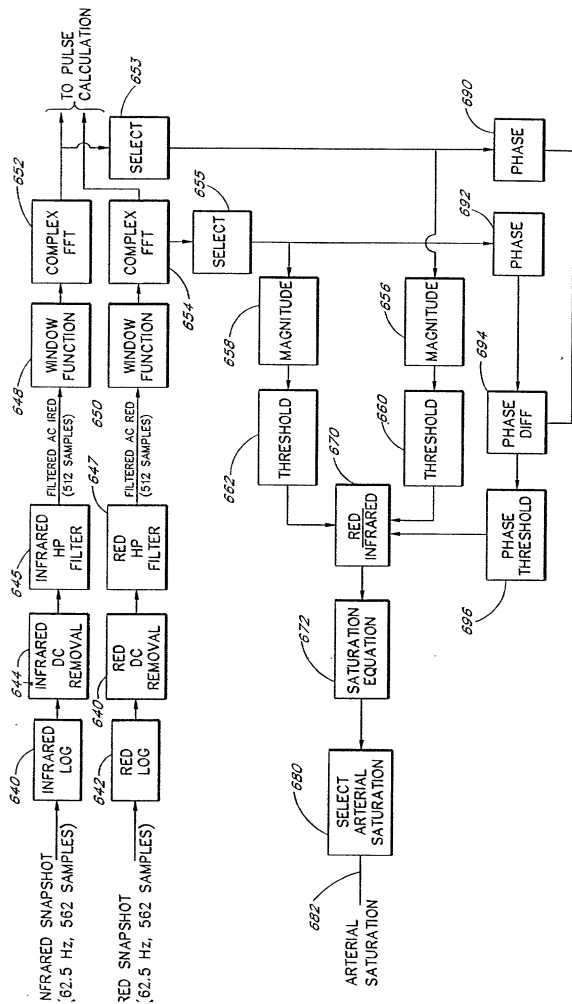 INFRARED SNAPSHOT
(62.5 Hz, 562 SAMPLES)
640
INFRARED
LOG
644
INFRARED
DC
REMOVAL
645
INFRARED
HP
FILTER
FILTERED AC IRED
(512 SAMPLES)
648
WINDOW
FUNCTION
652
COMPLEX
FFT
TO PULSE
CALCULATION
653
SELECT
RED SNAPSHOT
(62.5 Hz, 562 SAMPLES)
642
RED
LOG
640
RED
DC
REMOVAL
647
RED
HP
FILTER
650
FILTERED AC RED
(512 SAMPLES)
WINDOW
FUNCTION
654
COMPLEX
FFT
655
SELECT
658
MAGNITUDE
656
MAGNITUDE
690
PHASE
692
PHASE
662
THRESHOLD
660
THRESHOLD
694
PHASE
DIFF
670
RED
INFRARED
696
PHASE
THRESHOLD
672
SATURATION
EQUATION
680
SELECT
ARTERIAL
SATURATION
682
ARTERIAL
SATURATION